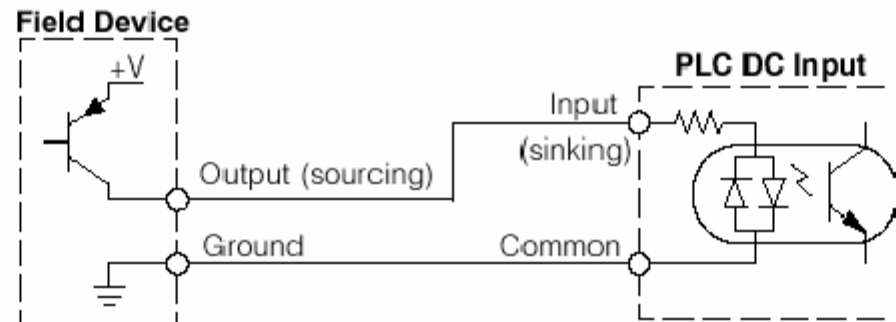 Field Device
+V
PLC DC Input
Input
(sinking)
Output (sourcing)
Ground
Common